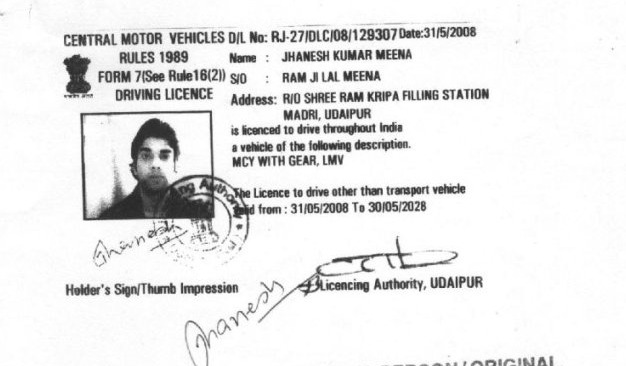 CENTRAL MOTOR VEHICLES D/L No: RJ-27/DLC/08/129307 Date:31/5/2008
RULES 1989
Name : JHANESH KUMAR MEENA
FORM 7(See Rule16(2)) S/O : RAM JI LAL MEENA
DRIVING LICENCE
Address: R/O SHREE RAM KRIPA FILLING STATION
MADRI, UDAIPUR
is licenced to drive throughout India
a vehicle of the following description.
MCY WITH GEAR, LMV
The Licence to drive other than transport vehicle
valid from : 31/05/2008 To 30/05/2028
Jhanesh
Holder's Sign/Thumb Impression
Licencing Authority, UDAIPUR
Jhanesh
PERSON / ORIGINAL